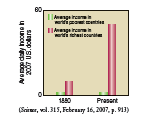 60
Average income in
world's poorest countries
Average income in
world's richest countries
Average daily income in
2007 US dollars
0
1880
Present
(Science, vol. 315, February 16, 2007, p. 913)